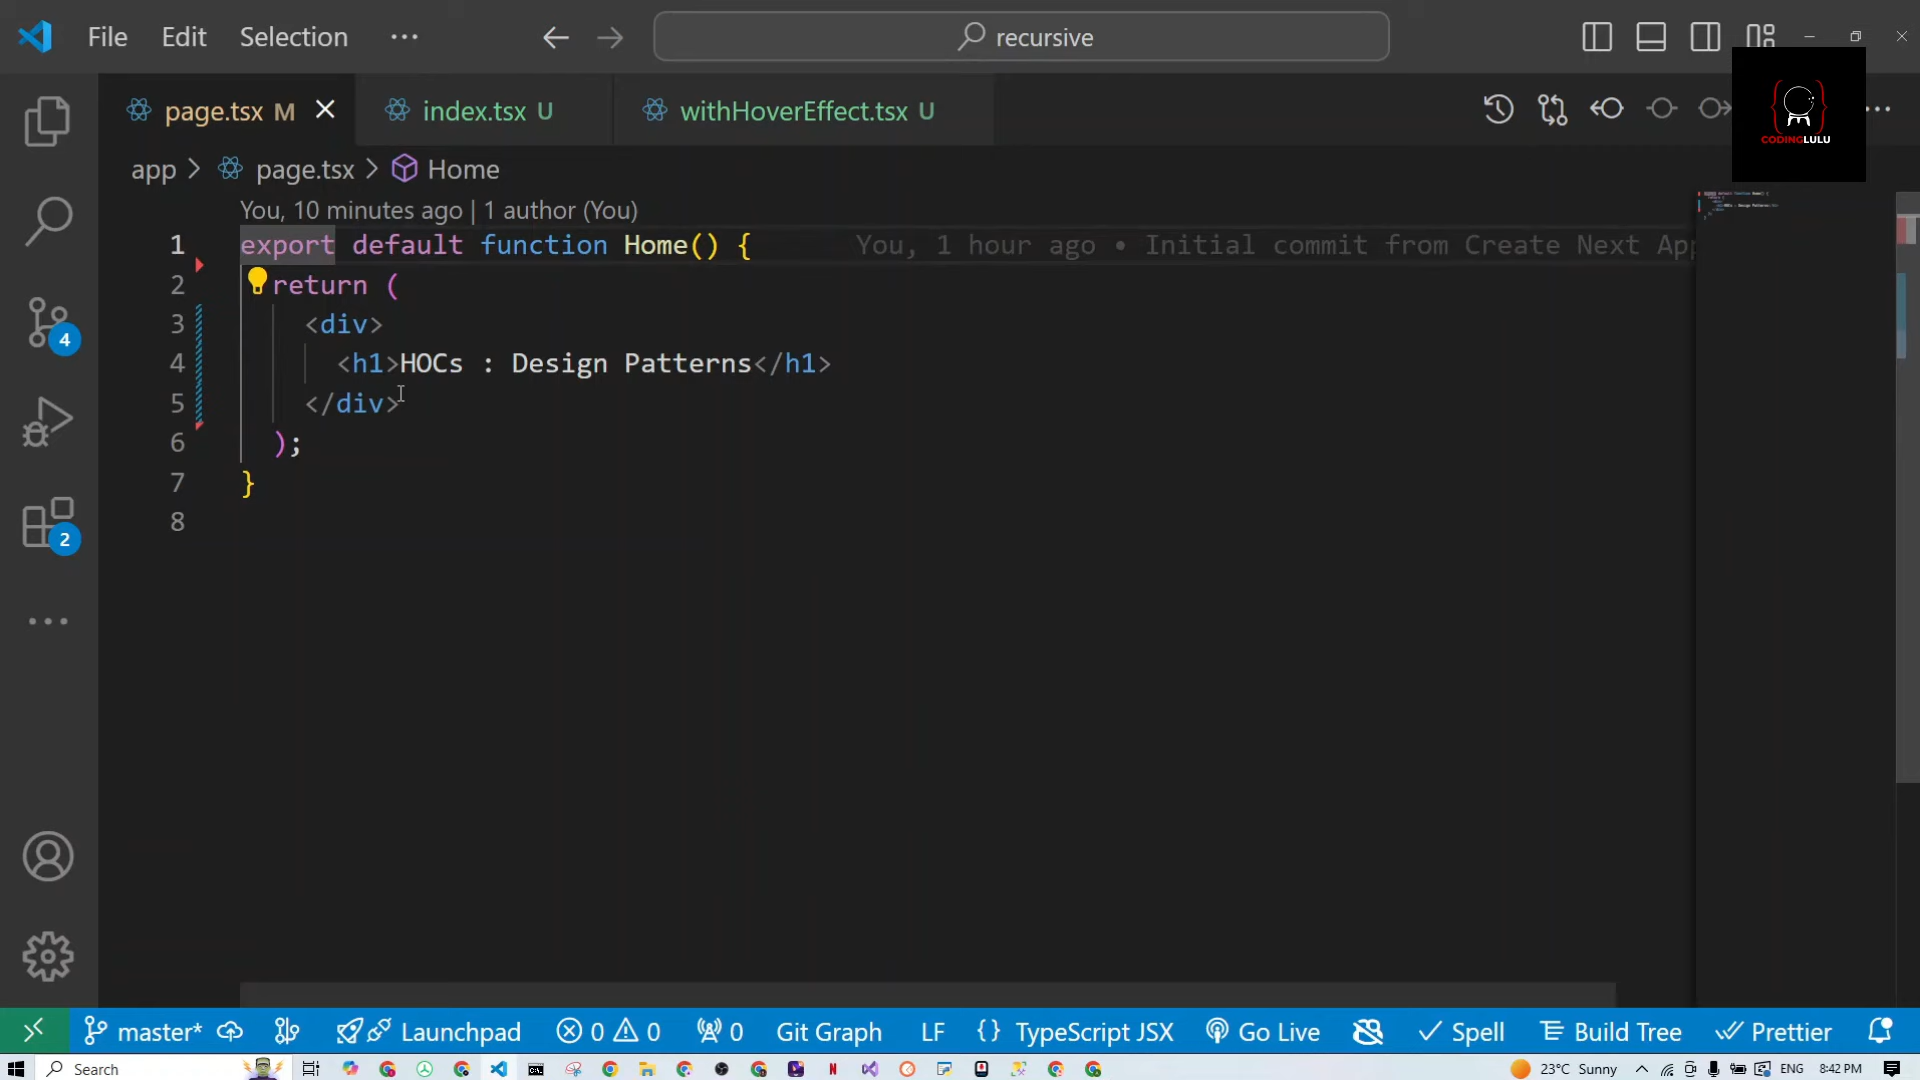 File Edit Selection ··· recursive
page.tsx M index.tsx U withHoverEffect.tsx U
CODINGLULU
app > page.tsx > Home
You, 10 minutes ago | 1 author (You)
1 export default function Home() { You, 1 hour ago • Initial commit from Create Next App
2 return (
3 <div>
4 <h1>HOCs : Design Patterns</h1>
5 </div>
6 );
7 }
8
4
2
master* Launchpad 0 0 0 Git Graph LF {} TypeScript JSX Go Live Spell Build Tree Prettier
Search 23°C Sunny ENG 8:42 PM